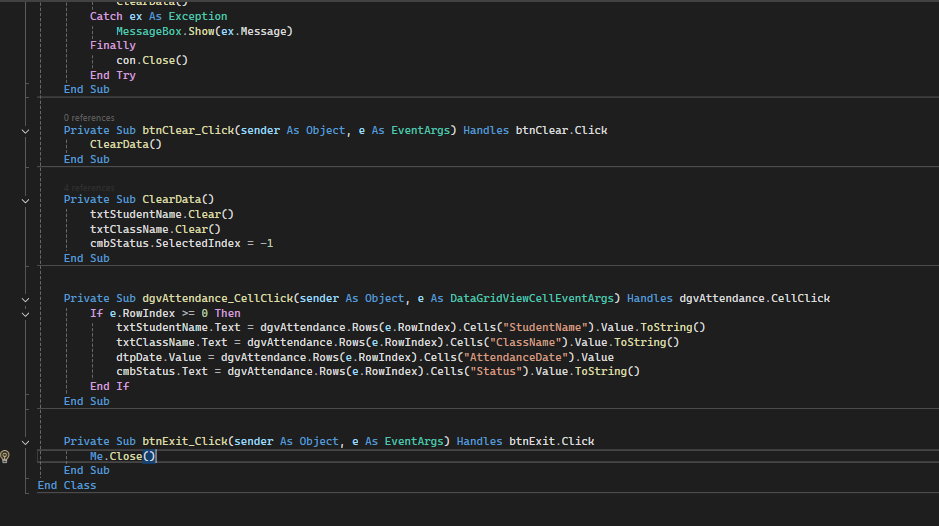 ClearData()
Catch ex As Exception
MessageBox.Show(ex.Message)
Finally
con.Close()
End Try
End Sub
0 references
Private Sub btnClear_Click(sender As Object, e As EventArgs) Handles btnClear.Click
ClearData()
End Sub
4 references
Private Sub ClearData()
txtStudentName.Clear()
txtClassName.Clear()
cmbStatus.SelectedIndex = -1
End Sub
Private Sub dgvAttendance_CellClick(sender As Object, e As DataGridViewCellEventArgs) Handles dgvAttendance.CellClick
If e.RowIndex >= 0 Then
txtStudentName.Text = dgvAttendance.Rows(e.RowIndex).Cells("StudentName").Value.ToString()
txtClassName.Text = dgvAttendance.Rows(e.RowIndex).Cells("ClassName").Value.ToString()
dtpDate.Value = dgvAttendance.Rows(e.RowIndex).Cells("AttendanceDate").Value
cmbStatus.Text = dgvAttendance.Rows(e.RowIndex).Cells("Status").Value.ToString()
End If
End Sub
Private Sub btnExit_Click(sender As Object, e As EventArgs) Handles btnExit.Click
Me.Close()
End Sub
End Class